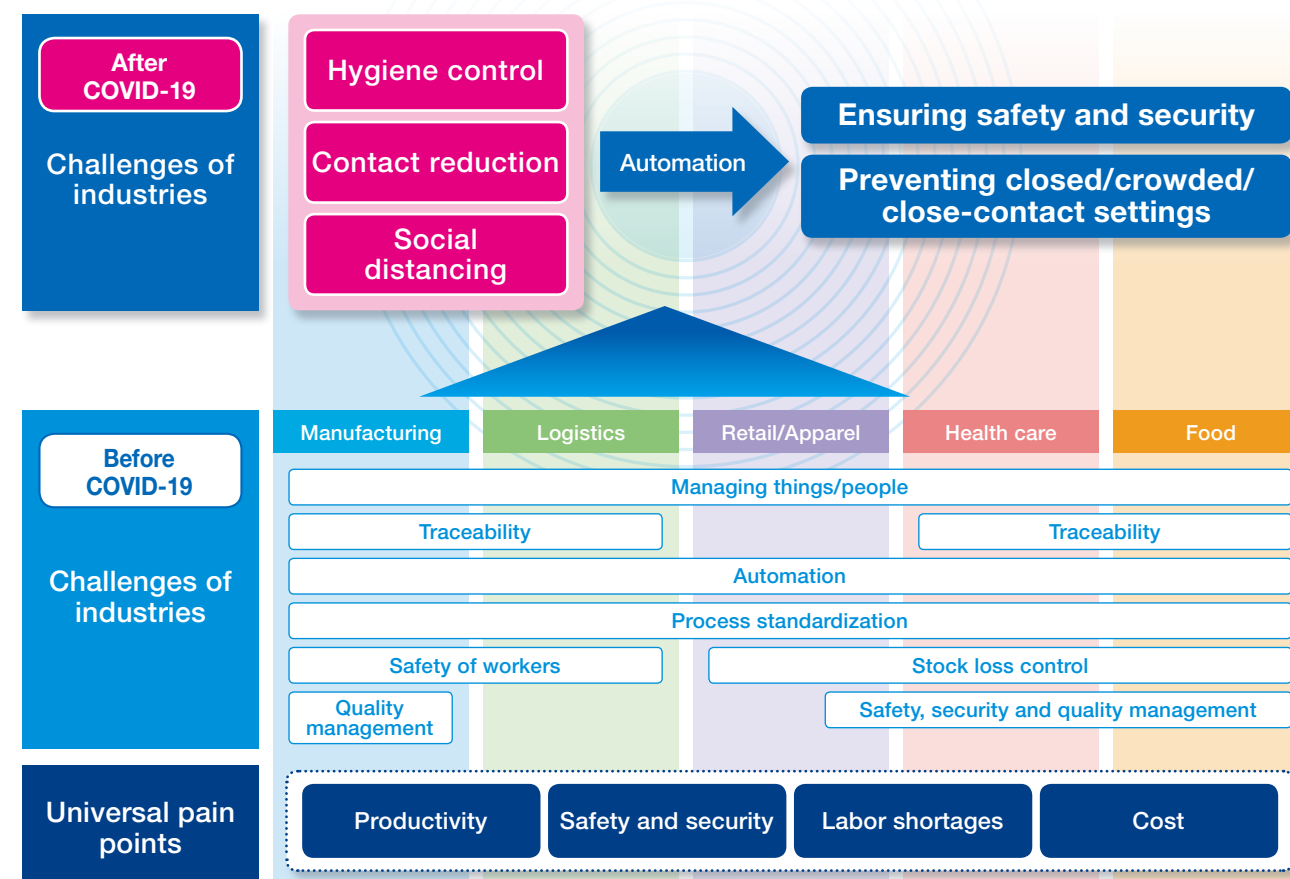 After
COVID-19
Challenges of
industries
Hygiene control
Contact reduction
Social
distancing
Automation
Ensuring safety and security
Preventing closed/crowded/
close-contact settings
Before
COVID-19
Challenges of
industries
Manufacturing
Logistics
Retail/Apparel
Health care
Food
Managing things/people
Traceability
Traceability
Automation
Process standardization
Safety of workers
Stock loss control
Quality
management
Safety, security and quality management
Universal pain
points
Productivity
Safety and security
Labor shortages
Cost